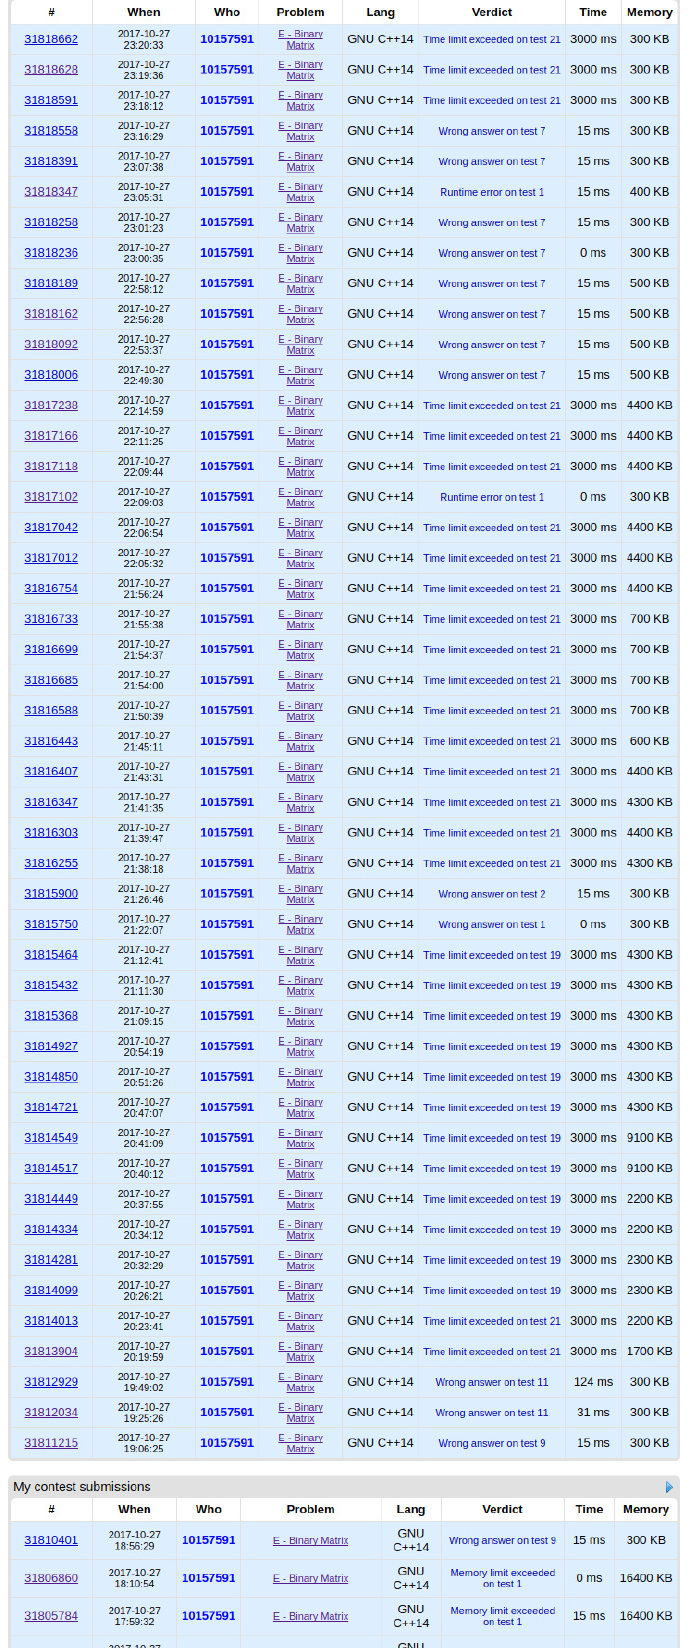 # When Who Problem Lang Verdict Time Memory
31818662 2017-10-27 23:20:33 10157591 E - Binary Matrix GNU C++14 Time limit exceeded on test 21 3000 ms 300 KB
31818628 2017-10-27 23:19:36 10157591 E - Binary Matrix GNU C++14 Time limit exceeded on test 21 3000 ms 300 KB
31818591 2017-10-27 23:18:12 10157591 E - Binary Matrix GNU C++14 Time limit exceeded on test 21 3000 ms 300 KB
31818558 2017-10-27 23:16:29 10157591 E - Binary Matrix GNU C++14 Wrong answer on test 7 15 ms 300 KB
31818391 2017-10-27 23:07:38 10157591 E - Binary Matrix GNU C++14 Wrong answer on test 7 15 ms 300 KB
31818347 2017-10-27 23:05:31 10157591 E - Binary Matrix GNU C++14 Runtime error on test 1 15 ms 400 KB
31818258 2017-10-27 23:01:23 10157591 E - Binary Matrix GNU C++14 Wrong answer on test 7 15 ms 300 KB
31818236 2017-10-27 23:00:35 10157591 E - Binary Matrix GNU C++14 Wrong answer on test 7 0 ms 300 KB
31818189 2017-10-27 22:58:12 10157591 E - Binary Matrix GNU C++14 Wrong answer on test 7 15 ms 500 KB
31818162 2017-10-27 22:56:28 10157591 E - Binary Matrix GNU C++14 Wrong answer on test 7 15 ms 500 KB
31818092 2017-10-27 22:53:37 10157591 E - Binary Matrix GNU C++14 Wrong answer on test 7 15 ms 500 KB
31818006 2017-10-27 22:49:30 10157591 E - Binary Matrix GNU C++14 Wrong answer on test 7 15 ms 500 KB
31817238 2017-10-27 22:14:59 10157591 E - Binary Matrix GNU C++14 Time limit exceeded on test 21 3000 ms 4400 KB
31817166 2017-10-27 22:11:25 10157591 E - Binary Matrix GNU C++14 Time limit exceeded on test 21 3000 ms 4400 KB
31817118 2017-10-27 22:09:44 10157591 E - Binary Matrix GNU C++14 Time limit exceeded on test 21 3000 ms 4400 KB
31817102 2017-10-27 22:09:03 10157591 E - Binary Matrix GNU C++14 Runtime error on test 1 0 ms 300 KB
31817042 2017-10-27 22:06:54 10157591 E - Binary Matrix GNU C++14 Time limit exceeded on test 21 3000 ms 4400 KB
31817012 2017-10-27 22:05:32 10157591 E - Binary Matrix GNU C++14 Time limit exceeded on test 21 3000 ms 4400 KB
31816754 2017-10-27 21:56:24 10157591 E - Binary Matrix GNU C++14 Time limit exceeded on test 21 3000 ms 4400 KB
31816733 2017-10-27 21:55:38 10157591 E - Binary Matrix GNU C++14 Time limit exceeded on test 21 3000 ms 700 KB
31816699 2017-10-27 21:54:37 10157591 E - Binary Matrix GNU C++14 Time limit exceeded on test 21 3000 ms 700 KB
31816685 2017-10-27 21:54:00 10157591 E - Binary Matrix GNU C++14 Time limit exceeded on test 21 3000 ms 700 KB
31816588 2017-10-27 21:50:39 10157591 E - Binary Matrix GNU C++14 Time limit exceeded on test 21 3000 ms 700 KB
31816443 2017-10-27 21:45:11 10157591 E - Binary Matrix GNU C++14 Time limit exceeded on test 21 3000 ms 600 KB
31816407 2017-10-27 21:43:31 10157591 E - Binary Matrix GNU C++14 Time limit exceeded on test 21 3000 ms 4400 KB
31816347 2017-10-27 21:41:35 10157591 E - Binary Matrix GNU C++14 Time limit exceeded on test 21 3000 ms 4300 KB
31816303 2017-10-27 21:39:47 10157591 E - Binary Matrix GNU C++14 Time limit exceeded on test 21 3000 ms 4400 KB
31816255 2017-10-27 21:38:18 10157591 E - Binary Matrix GNU C++14 Time limit exceeded on test 21 3000 ms 4300 KB
31815900 2017-10-27 21:26:46 10157591 E - Binary Matrix GNU C++14 Wrong answer on test 2 15 ms 300 KB
31815750 2017-10-27 21:22:07 10157591 E - Binary Matrix GNU C++14 Wrong answer on test 1 0 ms 300 KB
31815464 2017-10-27 21:12:41 10157591 E - Binary Matrix GNU C++14 Time limit exceeded on test 19 3000 ms 4300 KB
31815432 2017-10-27 21:11:30 10157591 E - Binary Matrix GNU C++14 Time limit exceeded on test 19 3000 ms 4300 KB
31815368 2017-10-27 21:09:15 10157591 E - Binary Matrix GNU C++14 Time limit exceeded on test 19 3000 ms 4300 KB
31814927 2017-10-27 20:54:19 10157591 E - Binary Matrix GNU C++14 Time limit exceeded on test 19 3000 ms 4300 KB
31814850 2017-10-27 20:51:26 10157591 E - Binary Matrix GNU C++14 Time limit exceeded on test 19 3000 ms 4300 KB
31814721 2017-10-27 20:47:07 10157591 E - Binary Matrix GNU C++14 Time limit exceeded on test 19 3000 ms 4300 KB
31814549 2017-10-27 20:41:09 10157591 E - Binary Matrix GNU C++14 Time limit exceeded on test 19 3000 ms 9100 KB
31814517 2017-10-27 20:40:12 10157591 E - Binary Matrix GNU C++14 Time limit exceeded on test 19 3000 ms 9100 KB
31814449 2017-10-27 20:37:55 10157591 E - Binary Matrix GNU C++14 Time limit exceeded on test 19 3000 ms 2200 KB
31814334 2017-10-27 20:34:12 10157591 E - Binary Matrix GNU C++14 Time limit exceeded on test 19 3000 ms 2200 KB
31814281 2017-10-27 20:32:29 10157591 E - Binary Matrix GNU C++14 Time limit exceeded on test 19 3000 ms 2300 KB
31814099 2017-10-27 20:26:21 10157591 E - Binary Matrix GNU C++14 Time limit exceeded on test 19 3000 ms 2300 KB
31814013 2017-10-27 20:23:41 10157591 E - Binary Matrix GNU C++14 Time limit exceeded on test 21 3000 ms 2200 KB
31813904 2017-10-27 20:19:59 10157591 E - Binary Matrix GNU C++14 Time limit exceeded on test 21 3000 ms 1700 KB
31812929 2017-10-27 19:49:02 10157591 E - Binary Matrix GNU C++14 Wrong answer on test 11 124 ms 300 KB
31812034 2017-10-27 19:25:26 10157591 E - Binary Matrix GNU C++14 Wrong answer on test 11 31 ms 300 KB
31811215 2017-10-27 19:06:25 10157591 E - Binary Matrix GNU C++14 Wrong answer on test 9 15 ms 300 KB
My contest submissions
# When Who Problem Lang Verdict Time Memory
31810401 2017-10-27 18:56:29 10157591 E - Binary Matrix GNU C++14 Wrong answer on test 9 15 ms 300 KB
31806860 2017-10-27 18:10:54 10157591 E - Binary Matrix GNU C++14 Memory limit exceeded on test 1 0 ms 16400 KB
31805784 2017-10-27 17:59:32 10157591 E - Binary Matrix GNU C++14 Memory limit exceeded on test 1 15 ms 16400 KB